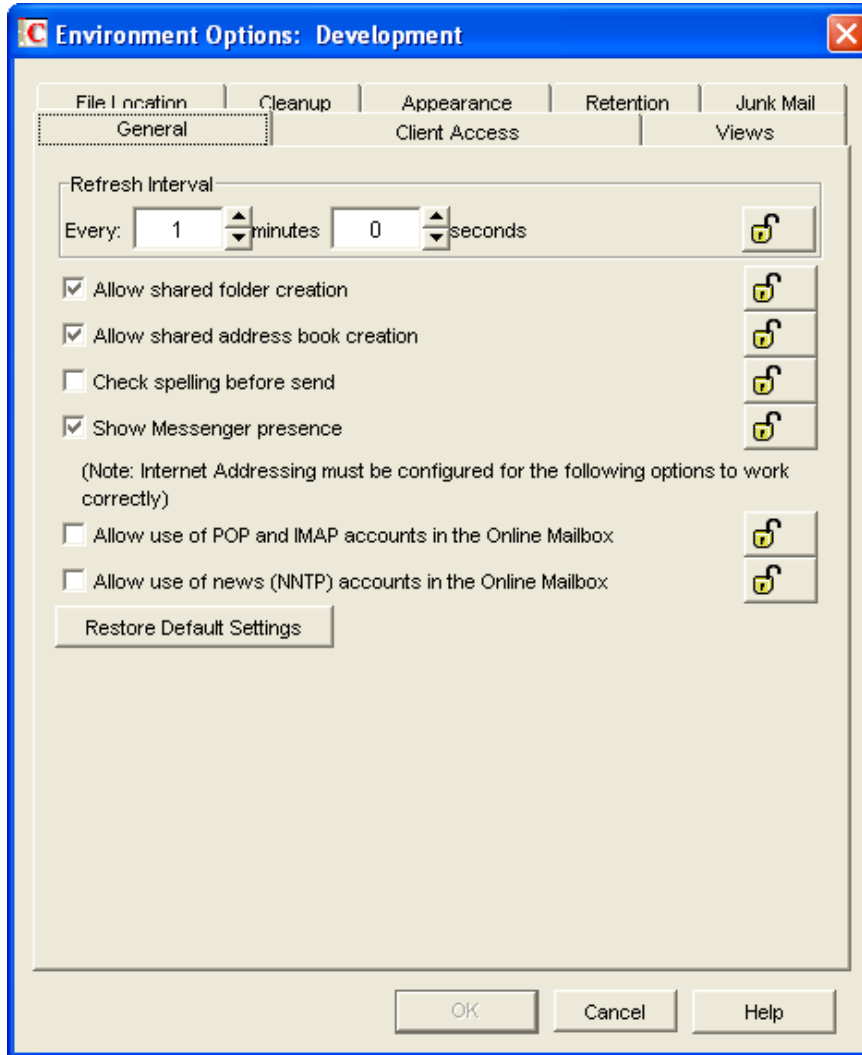 C Environment Options: Development
File Location Cleanup Appearance Retention Junk Mail
General Client Access Views
Refresh Interval
Every: 1 minutes 0 seconds
Allow shared folder creation
Allow shared address book creation
Check spelling before send
Show Messenger presence
(Note: Internet Addressing must be configured for the following options to work
correctly)
Allow use of POP and IMAP accounts in the Online Mailbox
Allow use of news (NNTP) accounts in the Online Mailbox
Restore Default Settings
OK Cancel Help